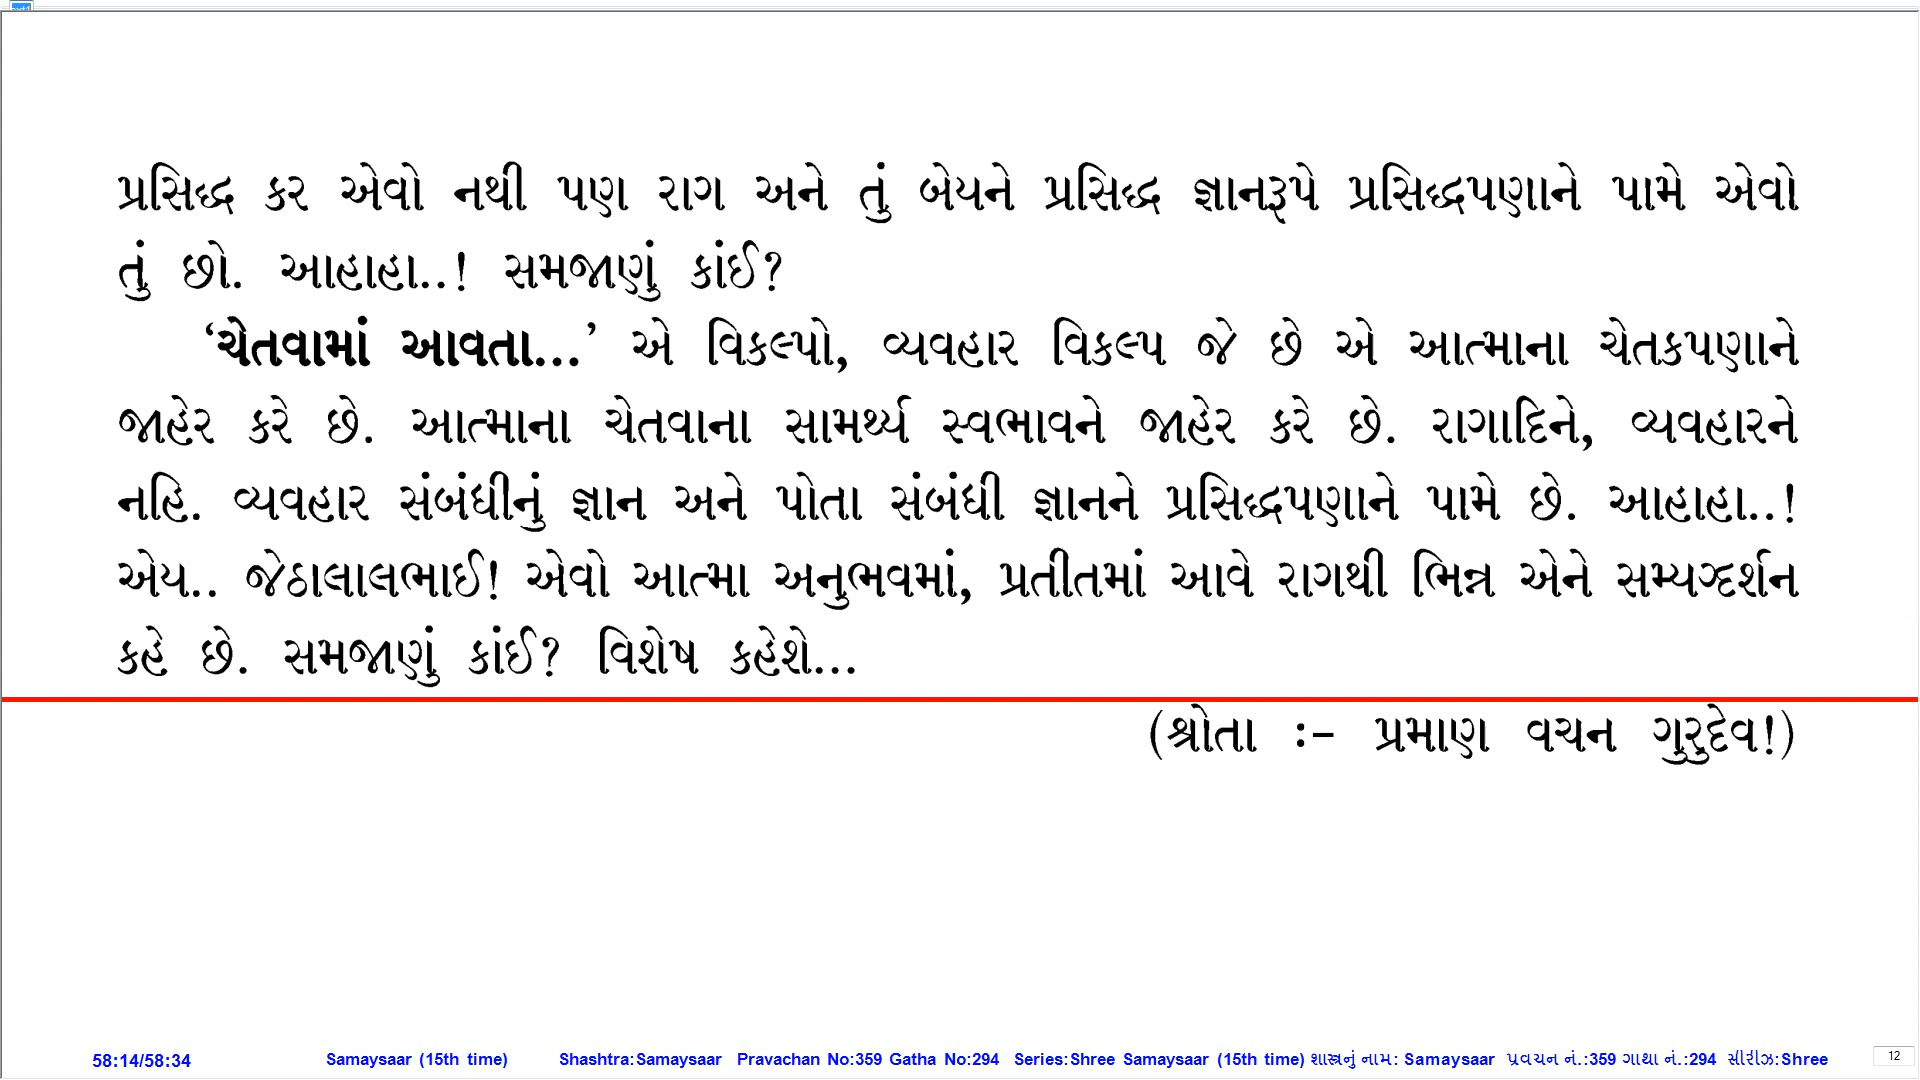 પ્રસિદ્ધ કર એવો નથી પણ રાગ અને તું બેયને પ્રસિદ્ધ જ્ઞાનરૂપે પ્રસિદ્ધપણાને પામે એવો
તું છો. આહાહા..! સમજાણું કાંઈ?
‘ચેતવામાં આવતા...’ એ વિકલ્પો, વ્યવહાર વિકલ્પ જે છે એ આત્માના ચેતકપણાને
જાહેર કરે છે. આત્માના ચેતવાના સામર્થ્ય સ્વભાવને જાહેર કરે છે. રાગાદિને, વ્યવહારને
નહિ. વ્યવહાર સંબંધીનું જ્ઞાન અને પોતા સંબંધી જ્ઞાનને પ્રસિદ્ધપણાને પામે છે. આહાહા..!
એય.. જેઠાલાલભાઈ! એવો આત્મા અનુભવમાં, પ્રતીતમાં આવે રાગથી ભિન્ન એને સમ્યગ્દર્શન
કહે છે. સમજાણું કાંઈ? વિશેષ કહેશે...
(શ્રોતા :- પ્રમાણ વચન ગુરુદેવ!)
58:14/58:34 Samaysaar (15th time) Shashtra:Samaysaar Pravachan No:359 Gatha No:294 Series:Shree Samaysaar (15th time) શાસ્ત્રનું નામ: Samaysaar પ્રવચન નં.:359 ગાથા નં.:294 સીરીઝ:Shree 12